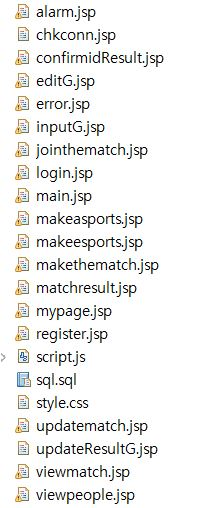 alarm.jsp
chkconn.jsp
confirmidResult.jsp
editG.jsp
error.jsp
inputG.jsp
jointhematch.jsp
login.jsp
main.jsp
makeasports.jsp
makeesports.jsp
makethematch.jsp
matchresult.jsp
mypage.jsp
register.jsp
script.js
sql.sql
style.css
updatematch.jsp
updateResultG.jsp
viewmatch.jsp
viewpeople.jsp